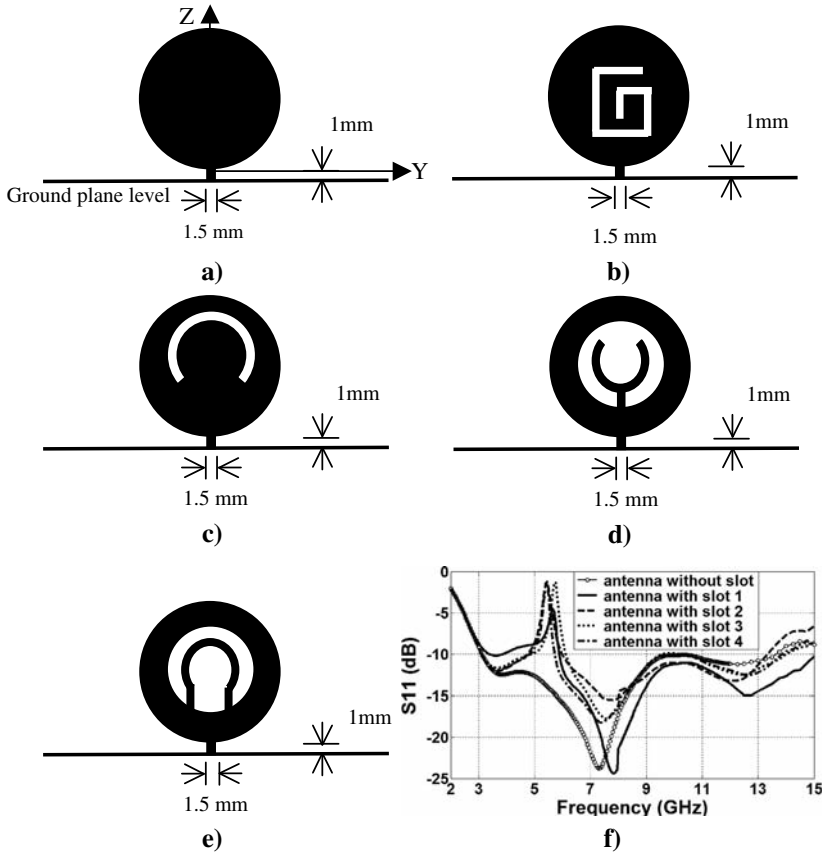 Z
1mm
Y
Ground plane level
1.5 mm
a)
1mm
1.5 mm
b)
1mm
1.5 mm
c)
1mm
1.5 mm
d)
1mm
1.5 mm
e)
0
-5
-10
-15
-20
-25
S11 (dB)
antenna without slot
antenna with slot 1
antenna with slot 2
antenna with slot 3
antenna with slot 4
2 3 5 7 9 11 13 15
Frequency (GHz)
f)